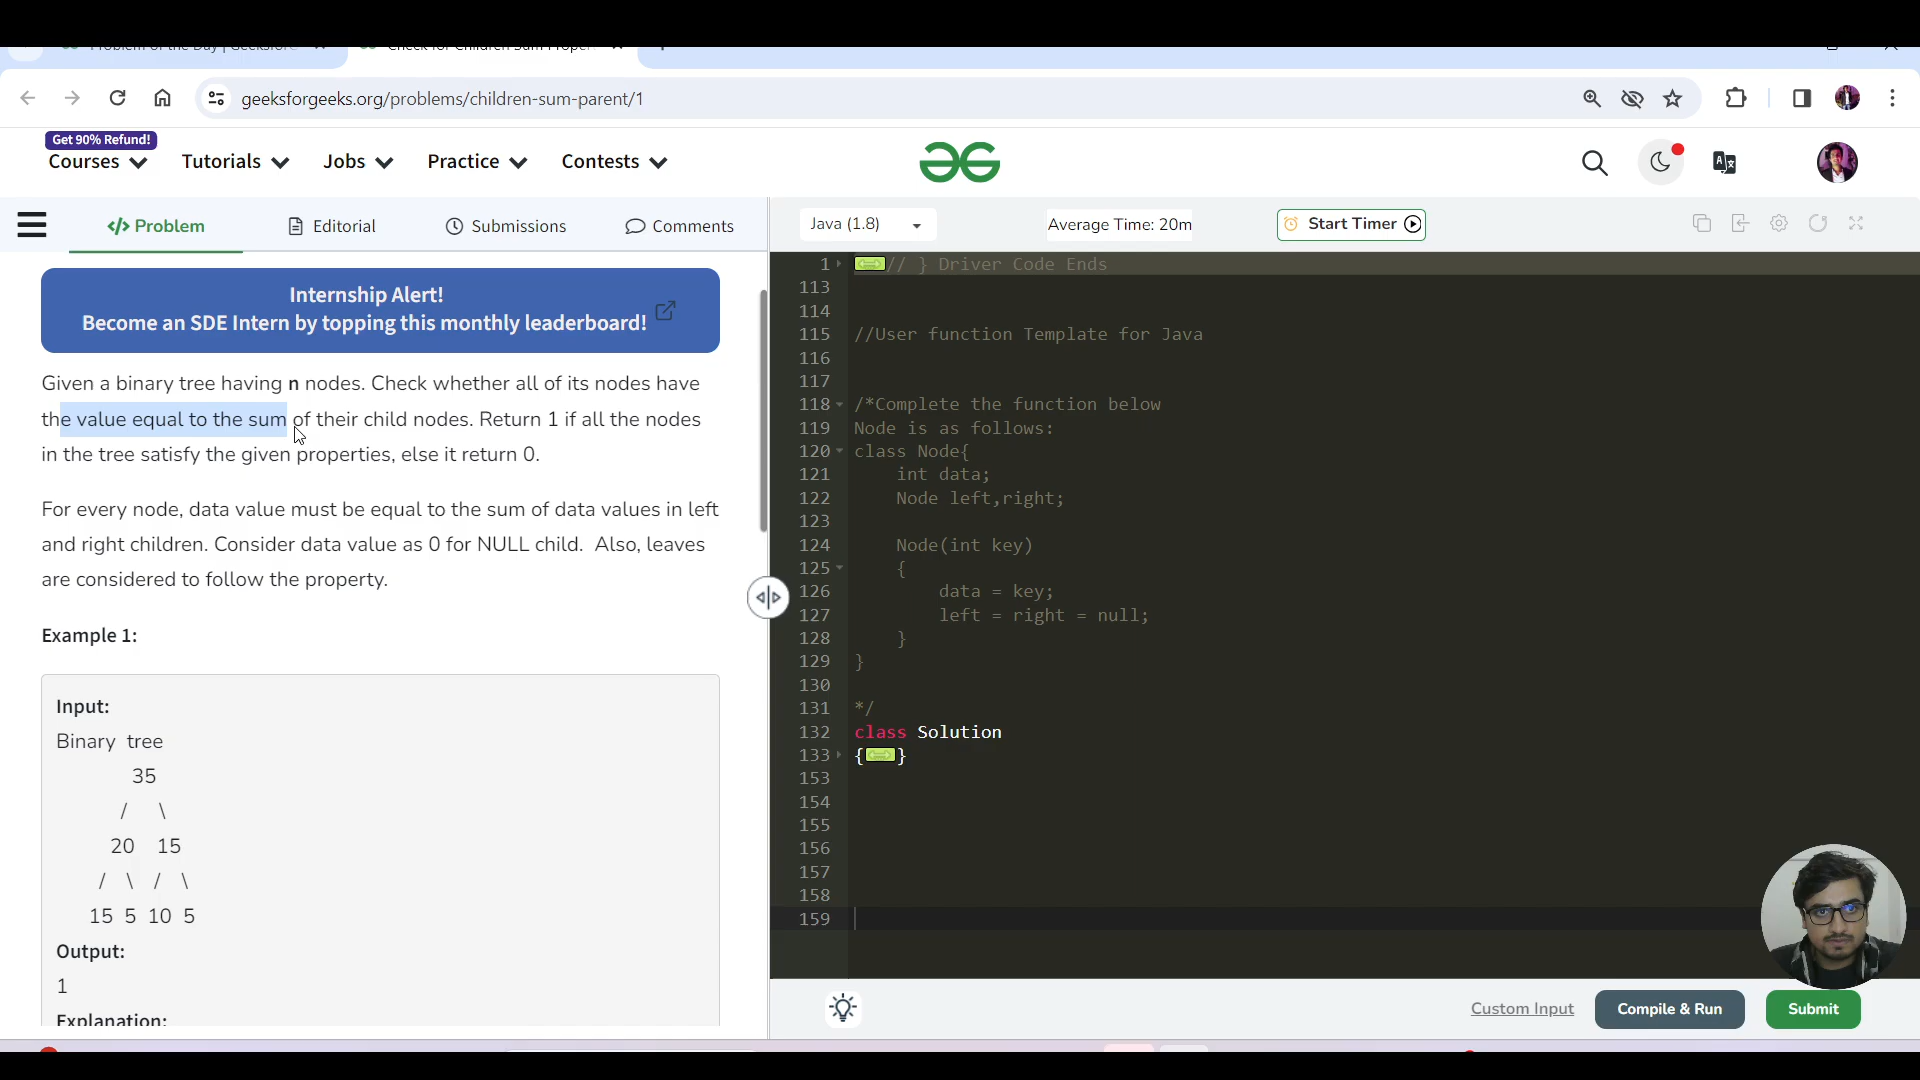 geeksforgeeks.org/problems/children-sum-parent/1
Get 90% Refund!
Courses Tutorials Jobs Practice Contests
</> Problem Editorial Submissions Comments
Java (1.8) Average Time: 20m Start Timer
Internship Alert!
Become an SDE Intern by topping this monthly leaderboard!
Given a binary tree having n nodes. Check whether all of its nodes have
the value equal to the sum of their child nodes. Return 1 if all the nodes
in the tree satisfy the given properties, else it return 0.
For every node, data value must be equal to the sum of data values in left
and right children. Consider data value as 0 for NULL child. Also, leaves
are considered to follow the property.
Example 1:
Input:
Binary tree
35
/ \
20 15
/ \ / \
15 5 10 5
Output:
1
Explanation:
1 // } Driver Code Ends
113
114
115 //User function Template for Java
116
117
118 /*Complete the function below
119 Node is as follows:
120 class Node{
121 int data;
122 Node left,right;
123
124 Node(int key)
125 {
126 data = key;
127 left = right = null;
128 }
129 }
130
131 */
132 class Solution
133 { }
153
154
155
156
157
158
159
Custom Input Compile & Run Submit